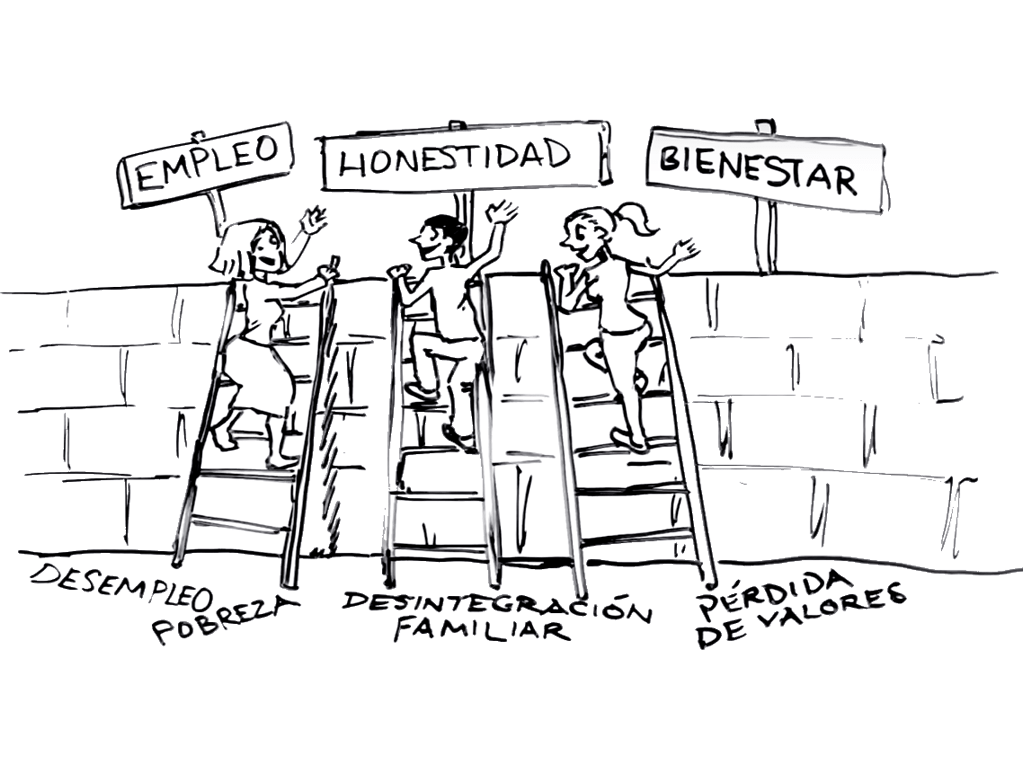 EMPLEO
HONESTIDAD
BIENESTAR
DESEMPLEO
POBREZA
DESINTEGRACIÓN
FAMILIAR
PÉRDIDA
DE VALORES